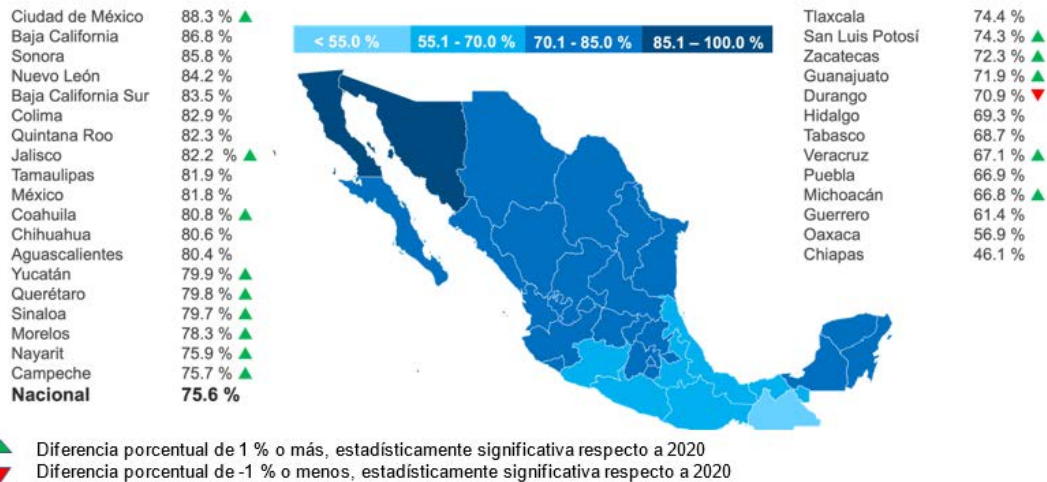 Ciudad de México 88.3 % ▲
Baja California 86.8 %
Sonora 85.8 %
Nuevo León 84.2 %
Baja California Sur 83.5 %
Colima 82.9 %
Quintana Roo 82.3 %
Jalisco 82.2 % ▲
Tamaulipas 81.9 %
México 81.8 %
Coahuila 80.8 % ▲
Chihuahua 80.6 %
Aguascalientes 80.4 %
Yucatán 79.9 % ▲
Querétaro 79.8 % ▲
Sinaloa 79.7 % ▲
Morelos 78.3 % ▲
Nayarit 75.9 % ▲
Campeche 75.7 % ▲
Nacional 75.6 %
< 55.0 % 55.1 - 70.0 % 70.1 - 85.0 % 85.1 – 100.0 %
Tlaxcala 74.4 %
San Luis Potosí 74.3 % ▲
Zacatecas 72.3 % ▲
Guanajuato 71.9 % ▲
Durango 70.9 % ▼
Hidalgo 69.3 %
Tabasco 68.7 %
Veracruz 67.1 % ▲
Puebla 66.9 %
Michoacán 66.8 % ▲
Guerrero 61.4 %
Oaxaca 56.9 %
Chiapas 46.1 %
▲ Diferencia porcentual de 1 % o más, estadísticamente significativa respecto a 2020
▼ Diferencia porcentual de -1 % o menos, estadísticamente significativa respecto a 2020